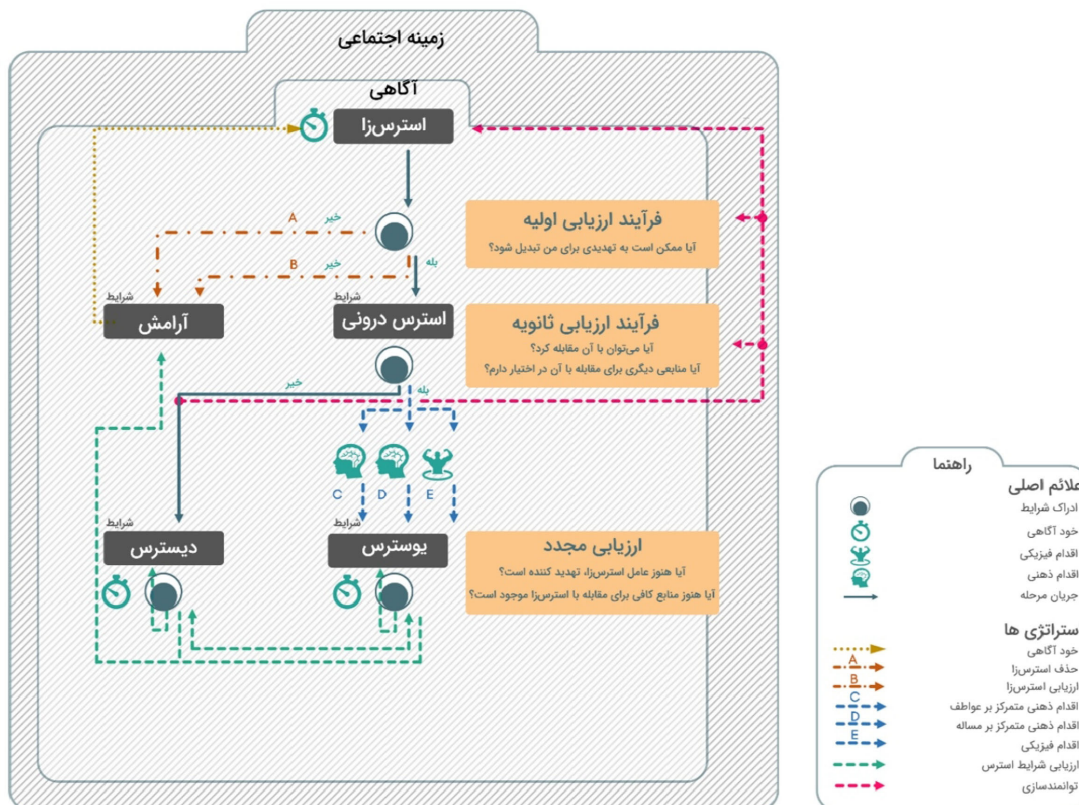 زمینه اجتماعی
آگاهی
استرس‌زا
فرآیند ارزیابی اولیه
آیا ممکن است به تهدیدی برای من تبدیل شود؟
A
خیر
B
خیر
بله
شرایط
استرس درونی
شرایط
آرامش
فرآیند ارزیابی ثانویه
آیا می‌توان با آن مقابله کرد؟
آیا منابعی دیگری برای مقابله با آن در اختیار دارم؟
بله
خیر
C
D
E
شرایط
یوسترس
شرایط
دیسترس
ارزیابی مجدد
آیا هنوز عامل استرس‌زا، تهدید کننده است؟
آیا هنوز منابع کافی برای مقابله با استرس‌زا موجود است؟
راهنما
علائم اصلی
ادراک شرایط
خود آگاهی
اقدام فیزیکی
اقدام ذهنی
جریان مرحله
ستراتژی ها
خود آگاهی
A
حذف استرس‌زا
B
ارزیابی استرس‌زا
C
اقدام ذهنی متمرکز بر عواطف
D
اقدام ذهنی متمرکز بر مساله
E
اقدام فیزیکی
ارزیابی شرایط استرس
توانمندسازی